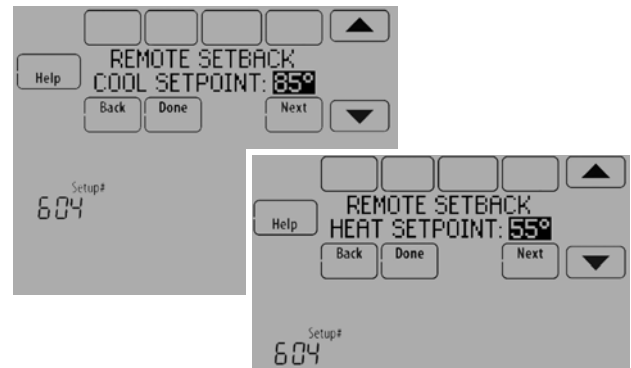 REMOTE SETBACK
Help
COOL SETPOINT: 85°
Back Done Next
Setup#
604
REMOTE SETBACK
Help
HEAT SETPOINT: 55°
Back Done Next
Setup#
604